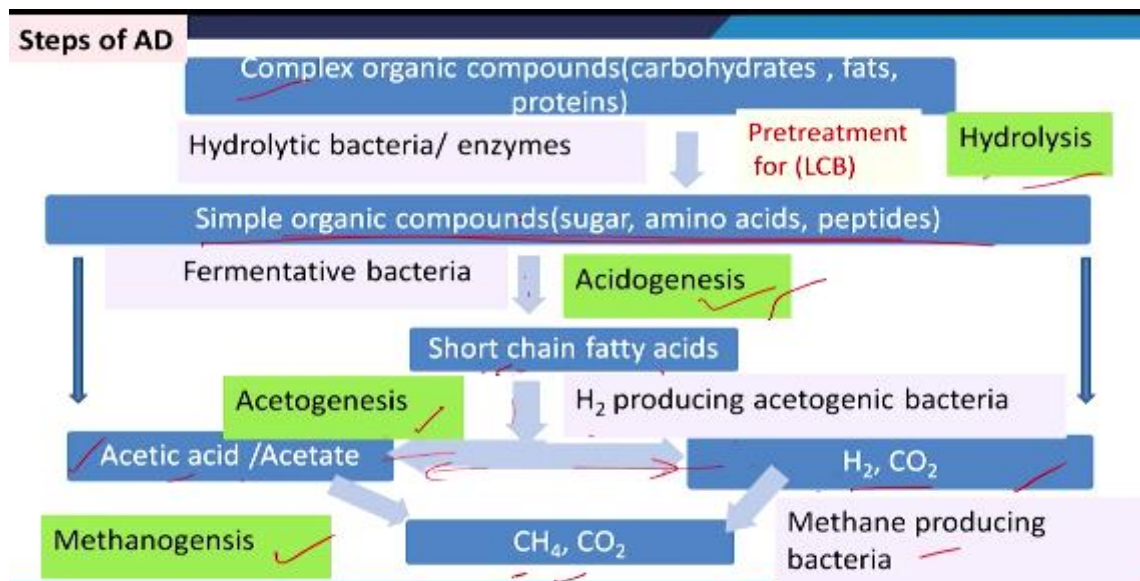 Steps of AD
Complex organic compounds(carbohydrates , fats,
proteins)
Hydrolytic bacteria/ enzymes
Pretreatment
for (LCB)
Hydrolysis
Simple organic compounds(sugar, amino acids, peptides)
Fermentative bacteria
Acidogenesis
Short chain fatty acids
Acetogenesis
H₂ producing acetogenic bacteria
Acetic acid /Acetate
H₂, CO₂
Methanogensis
CH₄, CO₂
Methane producing
bacteria